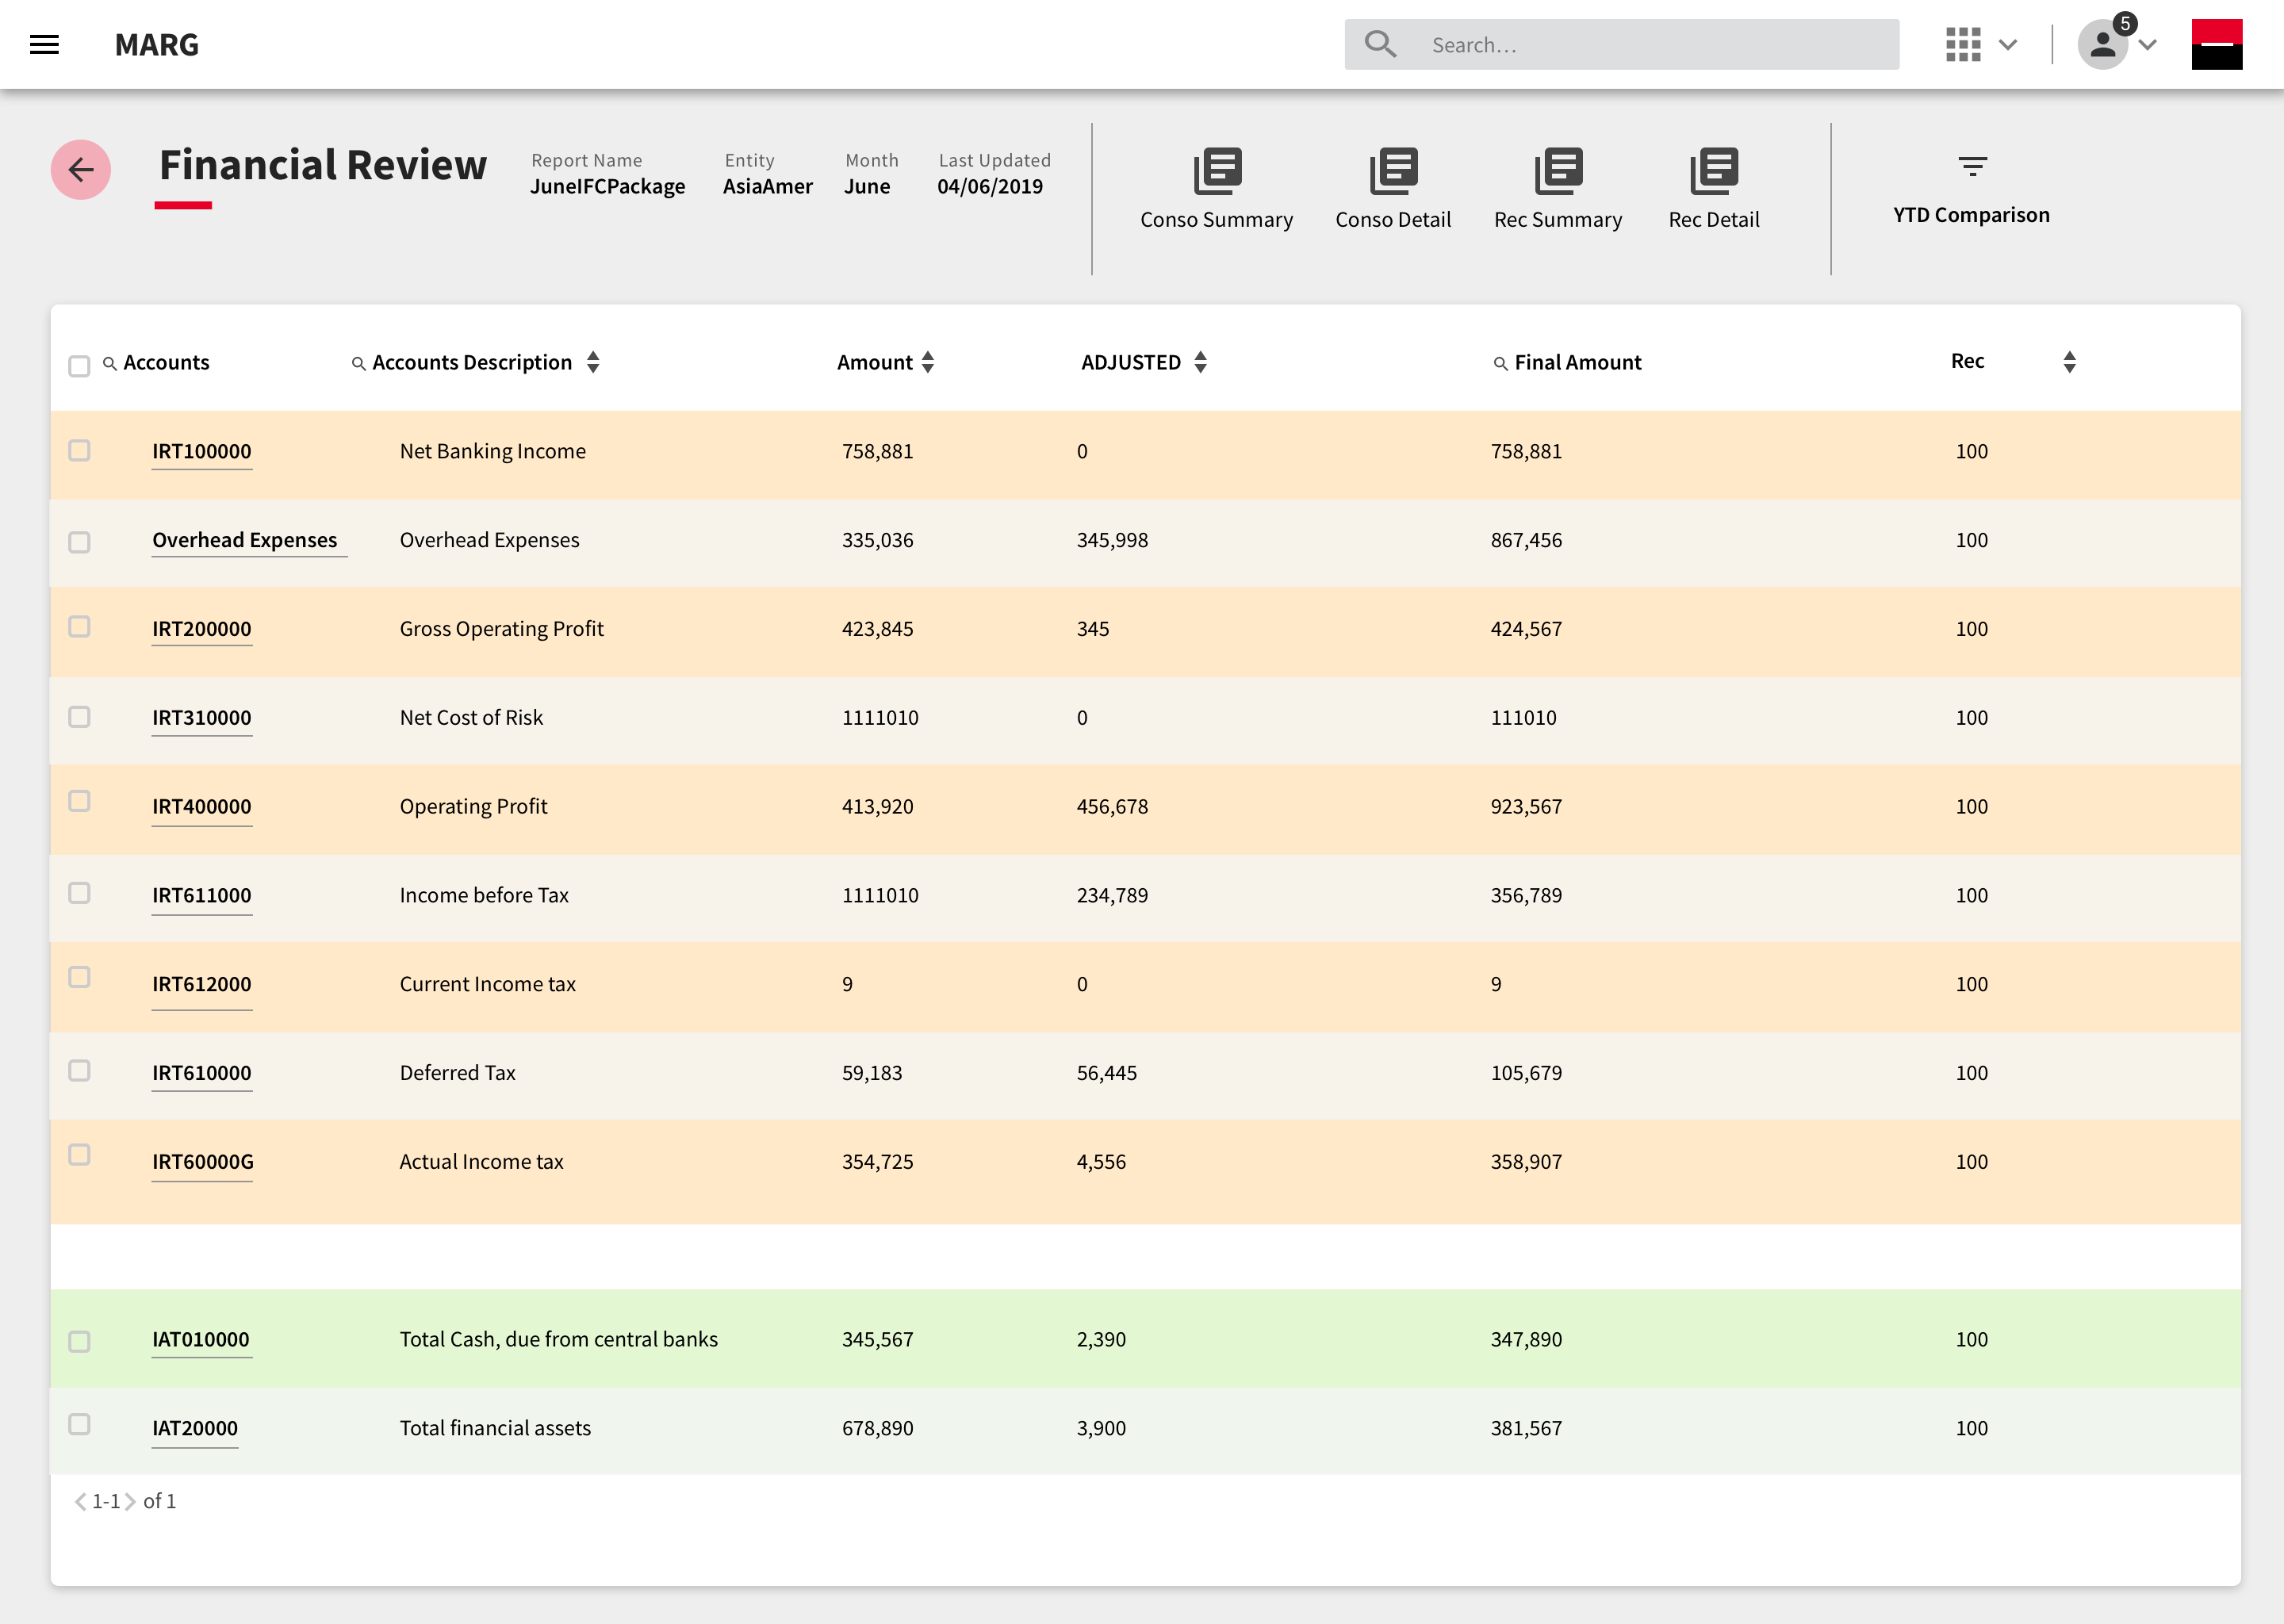 MARG
Search...
5
Financial Review
Report Name
JuneIFCPackage
Entity
AsiaAmer
Month
June
Last Updated
04/06/2019
Conso Summary
Conso Detail
Rec Summary
Rec Detail
YTD Comparison
Accounts Accounts Description Amount ADJUSTED Final Amount Rec
IRT100000 Net Banking Income 758,881 0 758,881 100
Overhead Expenses Overhead Expenses 335,036 345,998 867,456 100
IRT200000 Gross Operating Profit 423,845 345 424,567 100
IRT310000 Net Cost of Risk 1111010 0 111010 100
IRT400000 Operating Profit 413,920 456,678 923,567 100
IRT611000 Income before Tax 1111010 234,789 356,789 100
IRT612000 Current Income tax 9 0 9 100
IRT610000 Deferred Tax 59,183 56,445 105,679 100
IRT60000G Actual Income tax 354,725 4,556 358,907 100
IAT010000 Total Cash, due from central banks 345,567 2,390 347,890 100
IAT20000 Total financial assets 678,890 3,900 381,567 100
1-1 of 1